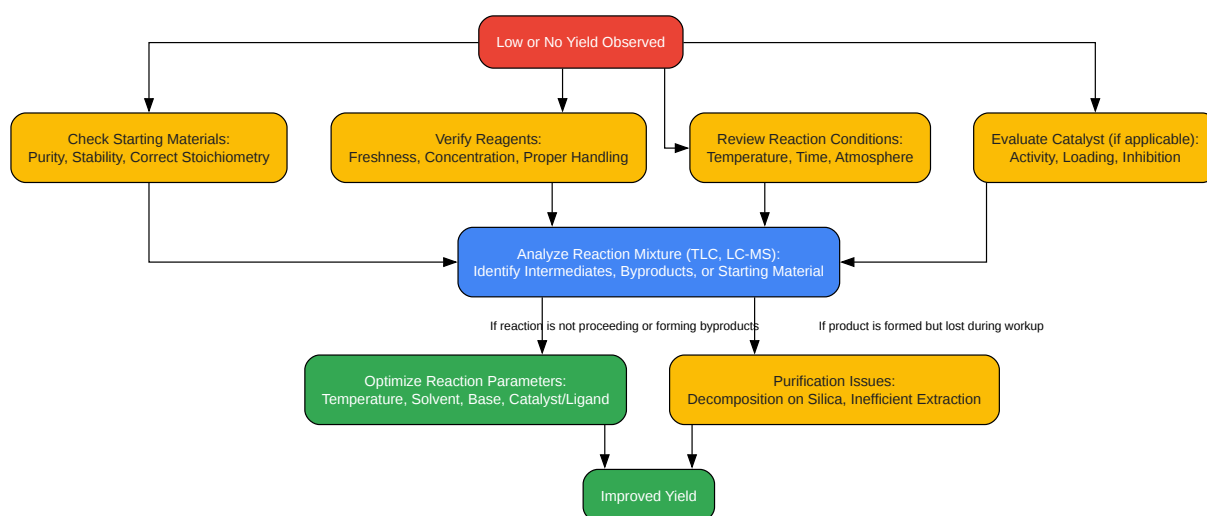 Low or No Yield Observed
Check Starting Materials:
Purity, Stability, Correct Stoichiometry
Verify Reagents:
Freshness, Concentration, Proper Handling
Review Reaction Conditions:
Temperature, Time, Atmosphere
Evaluate Catalyst (if applicable):
Activity, Loading, Inhibition
Analyze Reaction Mixture (TLC, LC-MS):
Identify Intermediates, Byproducts, or Starting Material
If reaction is not proceeding or forming byproducts
If product is formed but lost during workup
Optimize Reaction Parameters:
Temperature, Solvent, Base, Catalyst/Ligand
Purification Issues:
Decomposition on Silica, Inefficient Extraction
Improved Yield